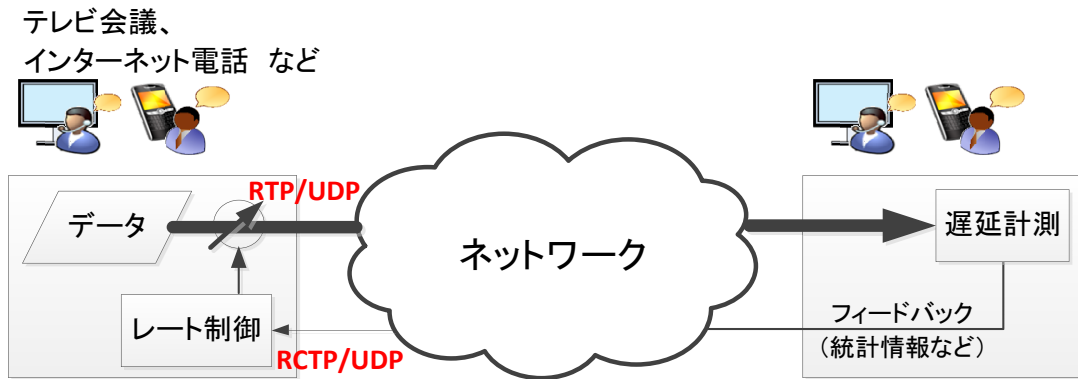 テレビ会議、
インターネット電話 など
RTP/UDP
データ
遅延計測
ネットワーク
レート制御
フィードバック
(統計情報など)
RCTP/UDP